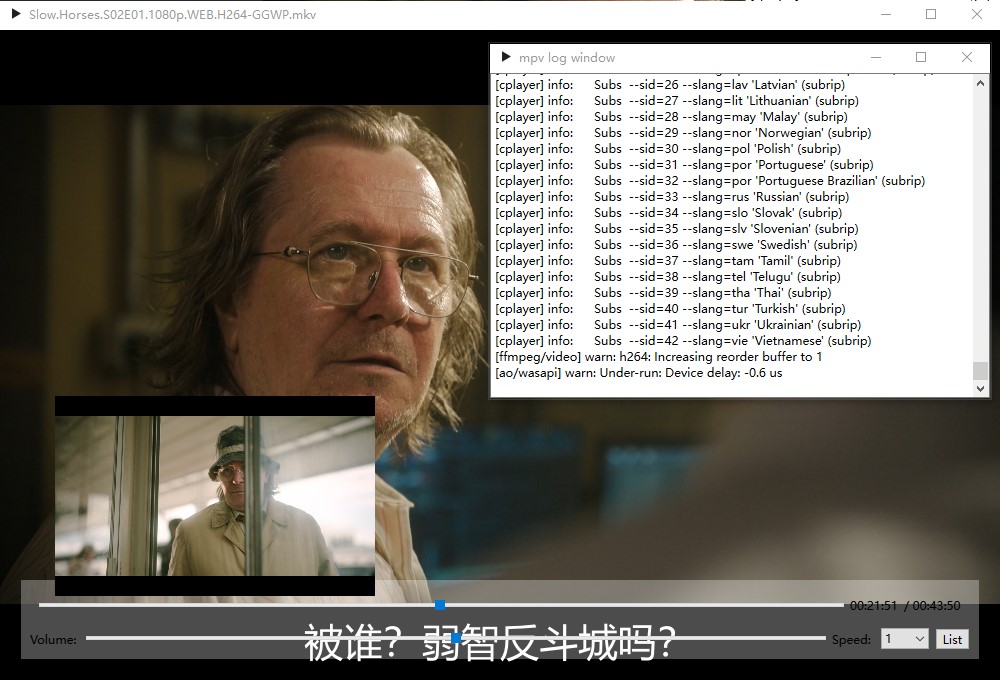 Slow.Horses.S02E01.1080p.WEB.H264-GGWP.mkv
mpv log window
[cplayer] info: Subs --sid=26 --slang=lav 'Latvian' (subrip)
[cplayer] info: Subs --sid=27 --slang=lit 'Lithuanian' (subrip)
[cplayer] info: Subs --sid=28 --slang=may 'Malay' (subrip)
[cplayer] info: Subs --sid=29 --slang=nor 'Norwegian' (subrip)
[cplayer] info: Subs --sid=30 --slang=pol 'Polish' (subrip)
[cplayer] info: Subs --sid=31 --slang=por 'Portuguese' (subrip)
[cplayer] info: Subs --sid=32 --slang=por 'Portuguese Brazilian' (subrip)
[cplayer] info: Subs --sid=33 --slang=rus 'Russian' (subrip)
[cplayer] info: Subs --sid=34 --slang=slo 'Slovak' (subrip)
[cplayer] info: Subs --sid=35 --slang=slv 'Slovenian' (subrip)
[cplayer] info: Subs --sid=36 --slang=swe 'Swedish' (subrip)
[cplayer] info: Subs --sid=37 --slang=tam 'Tamil' (subrip)
[cplayer] info: Subs --sid=38 --slang=tel 'Telugu' (subrip)
[cplayer] info: Subs --sid=39 --slang=tha 'Thai' (subrip)
[cplayer] info: Subs --sid=40 --slang=tur 'Turkish' (subrip)
[cplayer] info: Subs --sid=41 --slang=ukr 'Ukrainian' (subrip)
[cplayer] info: Subs --sid=42 --slang=vie 'Vietnamese' (subrip)
[ffmpeg/video] warn: h264: Increasing reorder buffer to 1
[ao/wasapi] warn: Under-run: Device delay: -0.6 us
00:21:51 / 00:43:50
Volume:
被谁？弱智反斗城吗？
Speed: 1 List